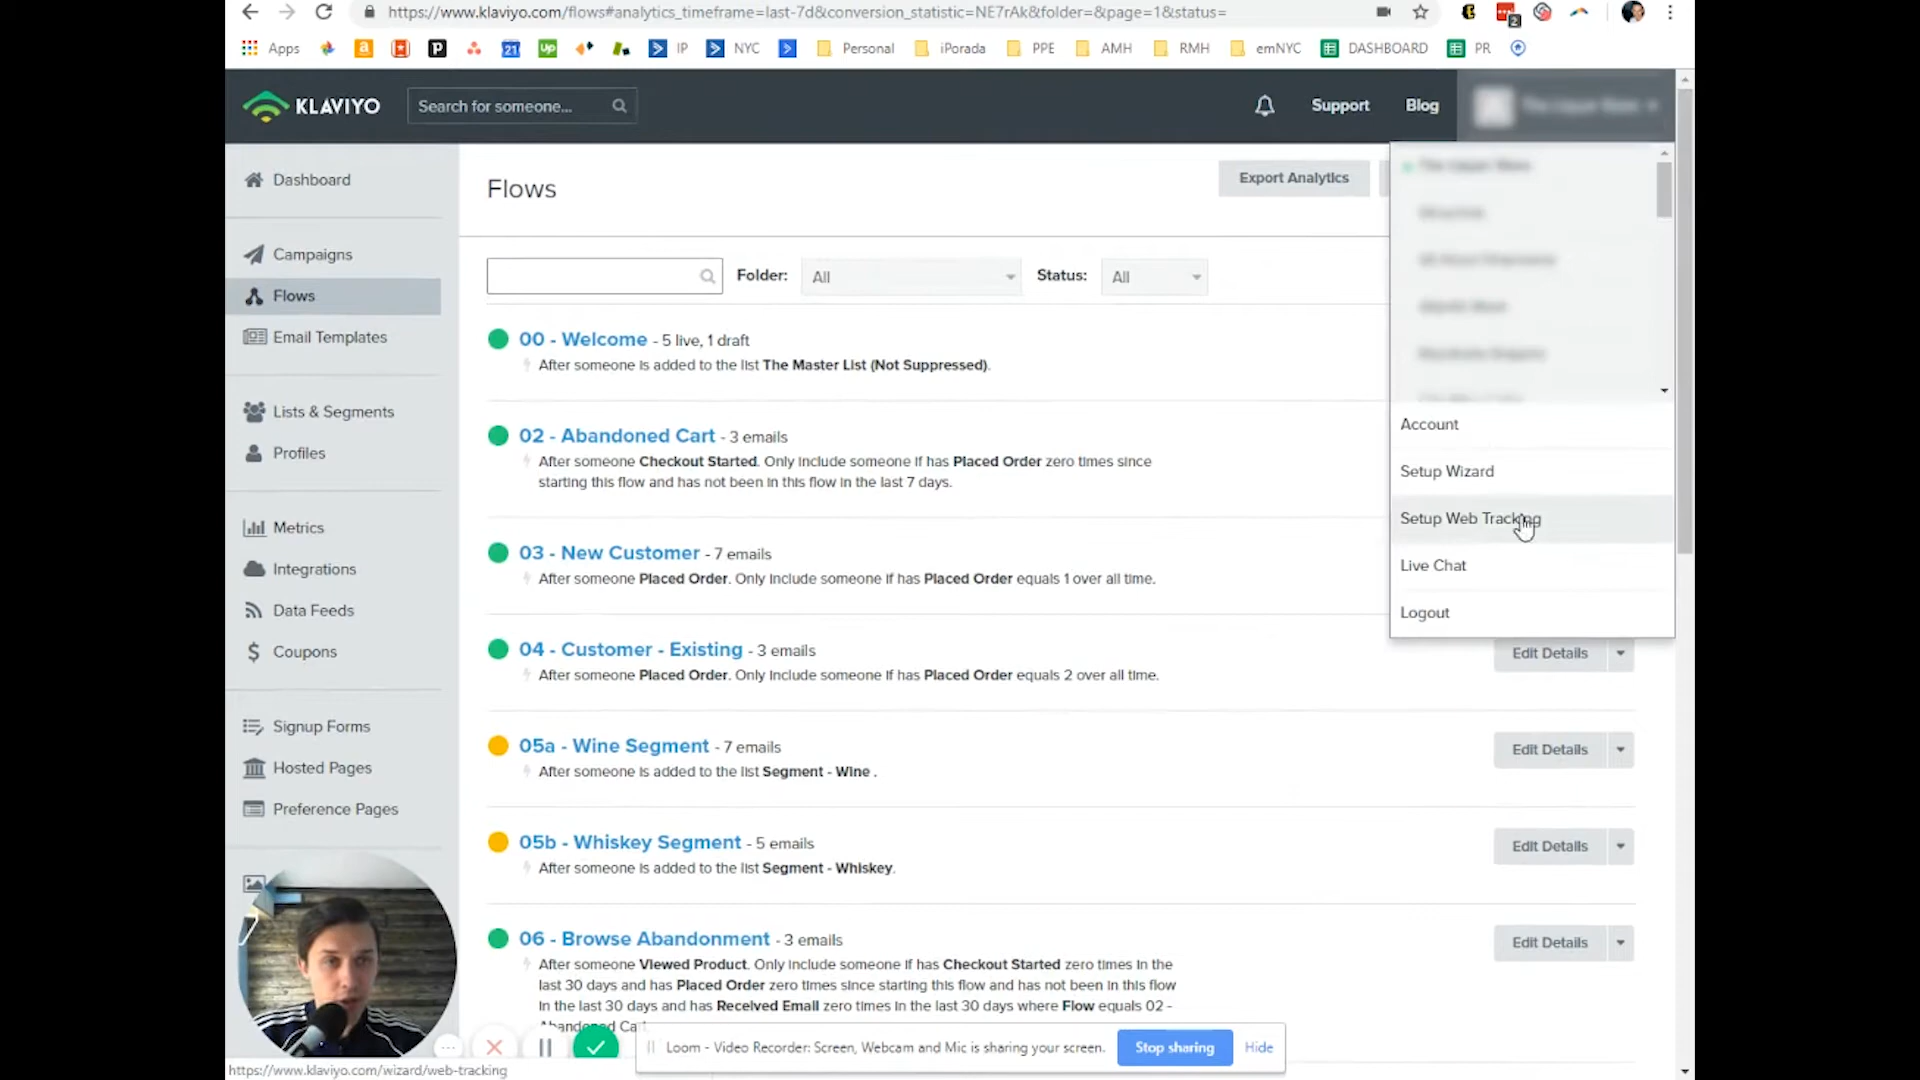 https://www.klaviyo.com/flows#analytics_timeframe=last-7d&conversion_statistic=NE7rAk&folder=&page=1&status=
2
Apps
a
P
21
up
IP
NYC
Personal
iPorada
PPE
AMH
RMH
emNYC
DASHBOARD
PR
KLAVIYO
Search for someone...
Support
Blog
Dashboard
Campaigns
Flows
Email Templates
Lists & Segments
Profiles
Metrics
Integrations
Data Feeds
Coupons
Signup Forms
Hosted Pages
Preference Pages
Flows
Export Analytics
Folder:
All
Status:
All
00 - Welcome - 5 live, 1 draft
After someone is added to the list The Master List (Not Suppressed).
02 - Abandoned Cart - 3 emails
After someone Checkout Started. Only include someone if has Placed Order zero times since
starting this flow and has not been in this flow in the last 7 days.
03 - New Customer - 7 emails
After someone Placed Order. Only include someone if has Placed Order equals 1 over all time.
04 - Customer - Existing - 3 emails
After someone Placed Order. Only include someone if has Placed Order equals 2 over all time.
Edit Details
05a - Wine Segment - 7 emails
After someone is added to the list Segment - Wine .
Edit Details
05b - Whiskey Segment - 5 emails
After someone is added to the list Segment - Whiskey.
Edit Details
06 - Browse Abandonment - 3 emails
After someone Viewed Product. Only include someone if has Checkout Started zero times in the
last 30 days and has Placed Order zero times since starting this flow and has not been in this flow
in the last 30 days and has Received Email zero times in the last 30 days where Flow equals 02 -
Abandoned Ca
Edit Details
Account
Setup Wizard
Setup Web Tracking
Live Chat
Logout
Loom - Video Recorder: Screen, Webcam and Mic is sharing your screen.
Stop sharing
Hide
https://www.klaviyo.com/wizard/web-tracking